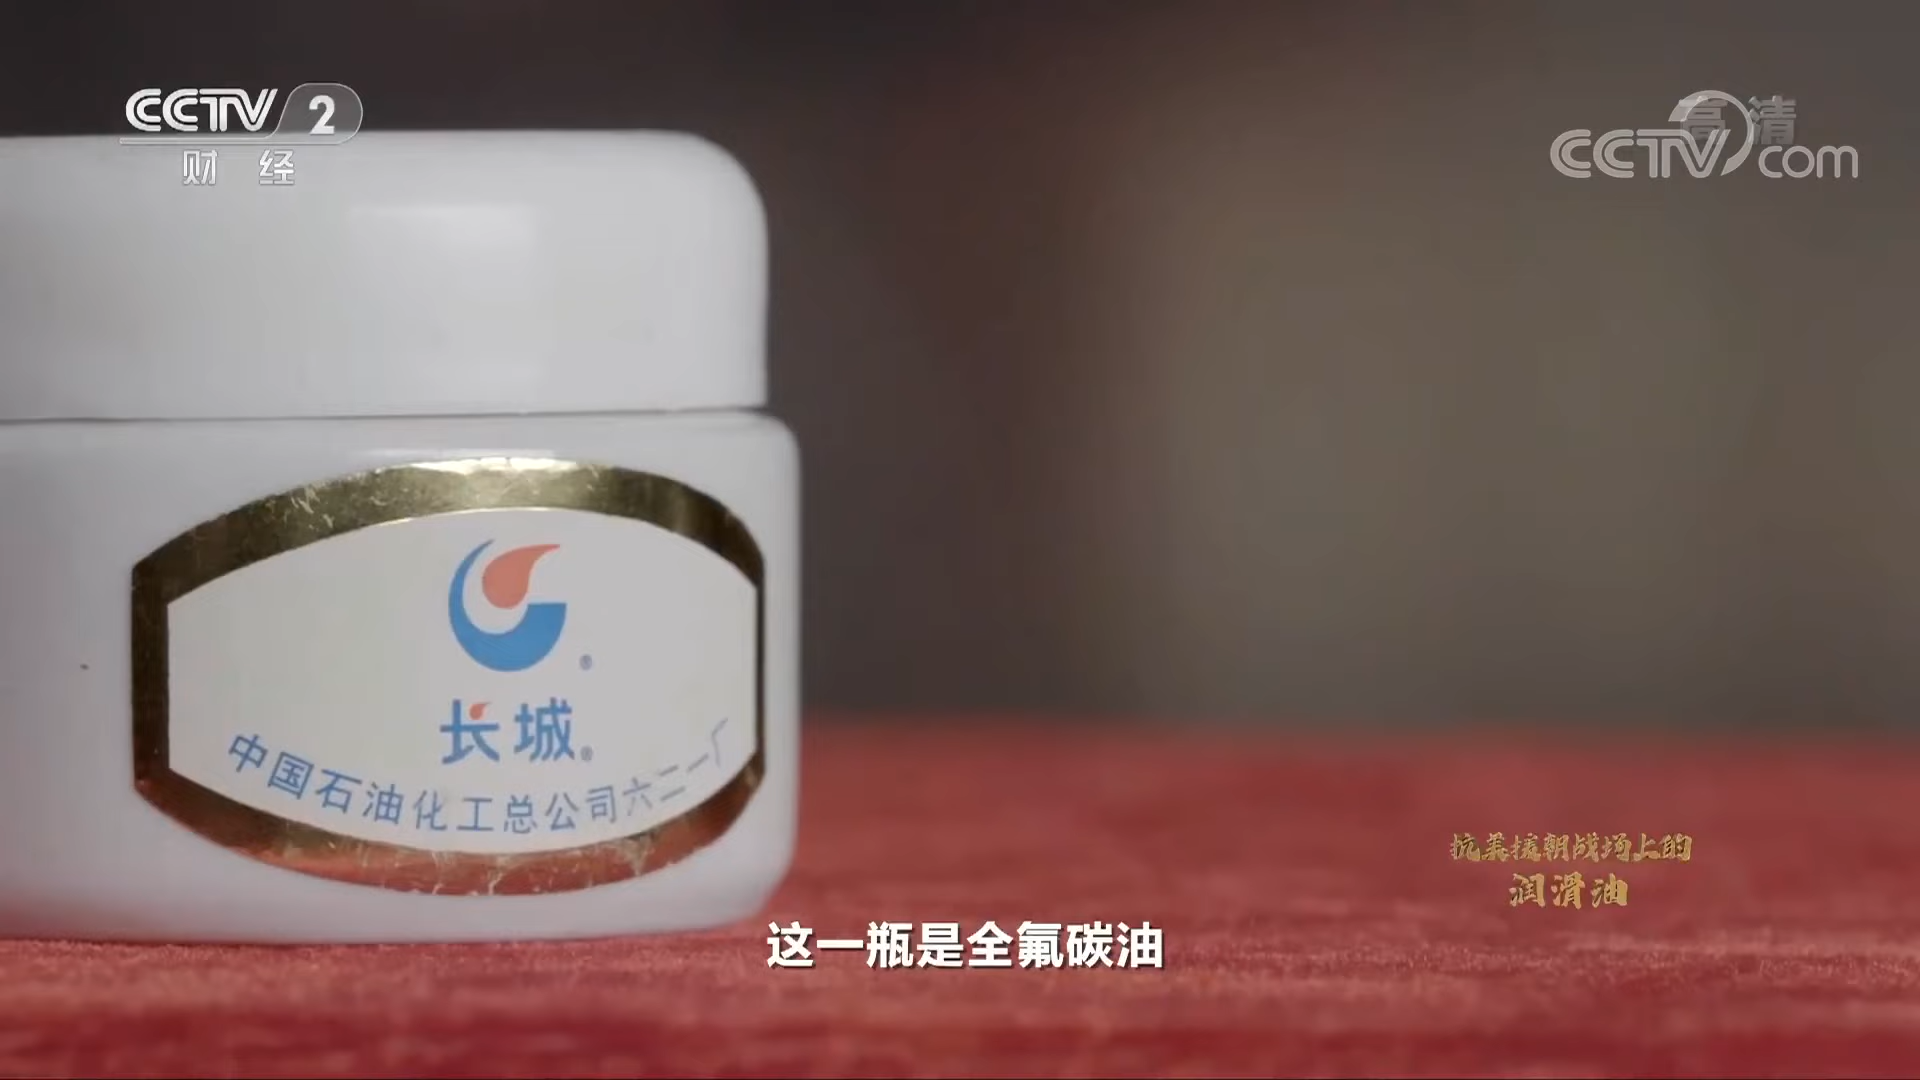 CCTV 2
财 经
高清
CCTV com
长城
中国石油化工总公司六二一厂
抗美援朝战场上的
润滑油
这一瓶是全氟碳油